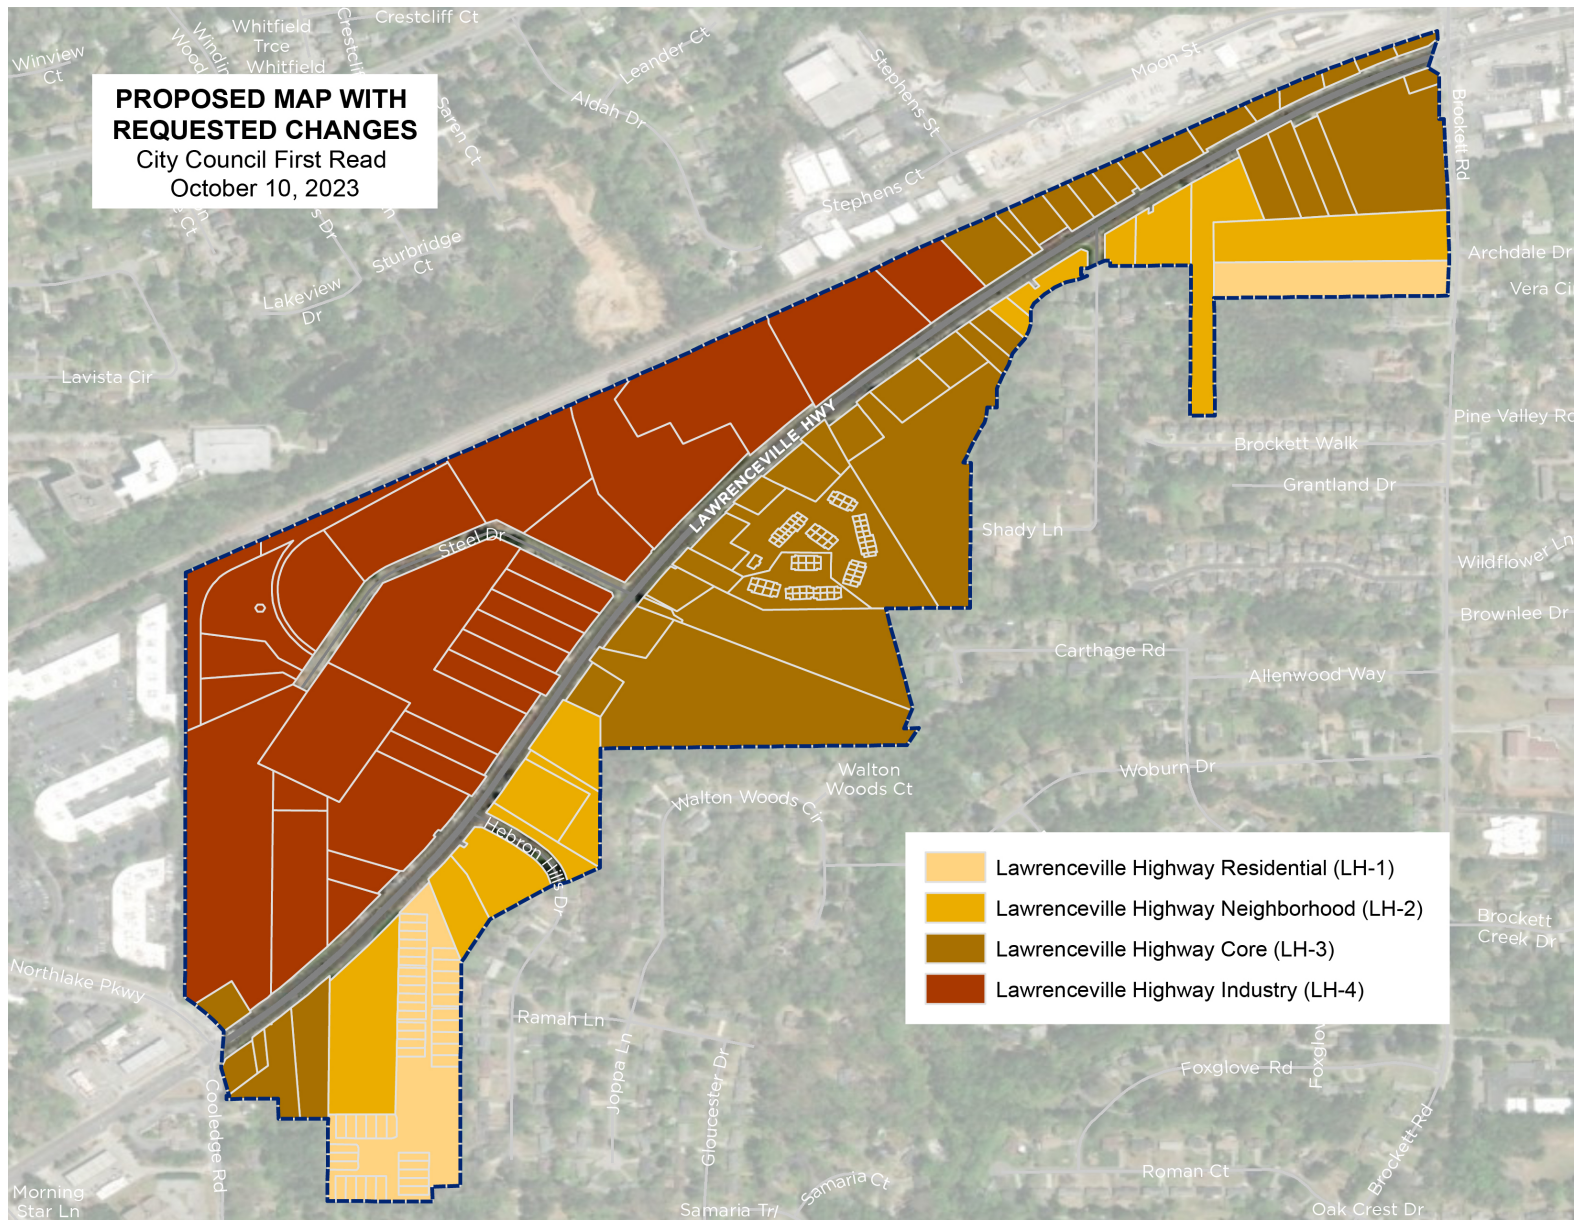 Crestcliff Ct
Whitfield
Trce
Whitfield
Winview
Ct
Leander Ct
Stephens St
Moon St
PROPOSED MAP WITH
REQUESTED CHANGES
City Council First Read
October 10, 2023
Saren Ct
Aldah Dr
Brockett Rd
Stephens Ct
Sturbridge
Ct
Lakeview
Dr
Archdale Dr
Vera Cir
Lavista Cir
LAWRENCEVILLE HWY
Pine Valley Rd
Brockett Walk
Grantland Dr
Shady Ln
Steel Dr
Wildflower Ln
Brownlee Dr
Carthage Rd
Allenwood Way
Woburn Dr
Walton
Woods Ct
Walton Woods Cir
Hebron Hills Dr
Lawrenceville Highway Residential (LH-1)
Lawrenceville Highway Neighborhood (LH-2)
Lawrenceville Highway Core (LH-3)
Lawrenceville Highway Industry (LH-4)
Brockett
Creek Dr
Northlake Pkwy
Ramah Ln
Joppa Ln
Gloucester Dr
Foxglov
Foxglove Rd
Cooledge Rd
Brockett Rd
Roman Ct
Samaria Ct
Morning
Star Ln
Samaria Trl
Oak Crest Dr